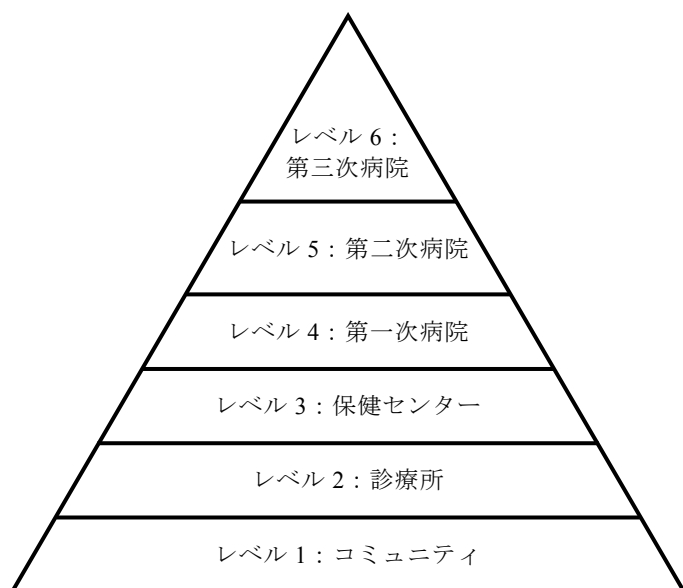 レベル 6：
第三次病院
レベル 5：第二次病院
レベル 4：第一次病院
レベル 3：保健センター
レベル 2：診療所
レベル 1：コミュニティ